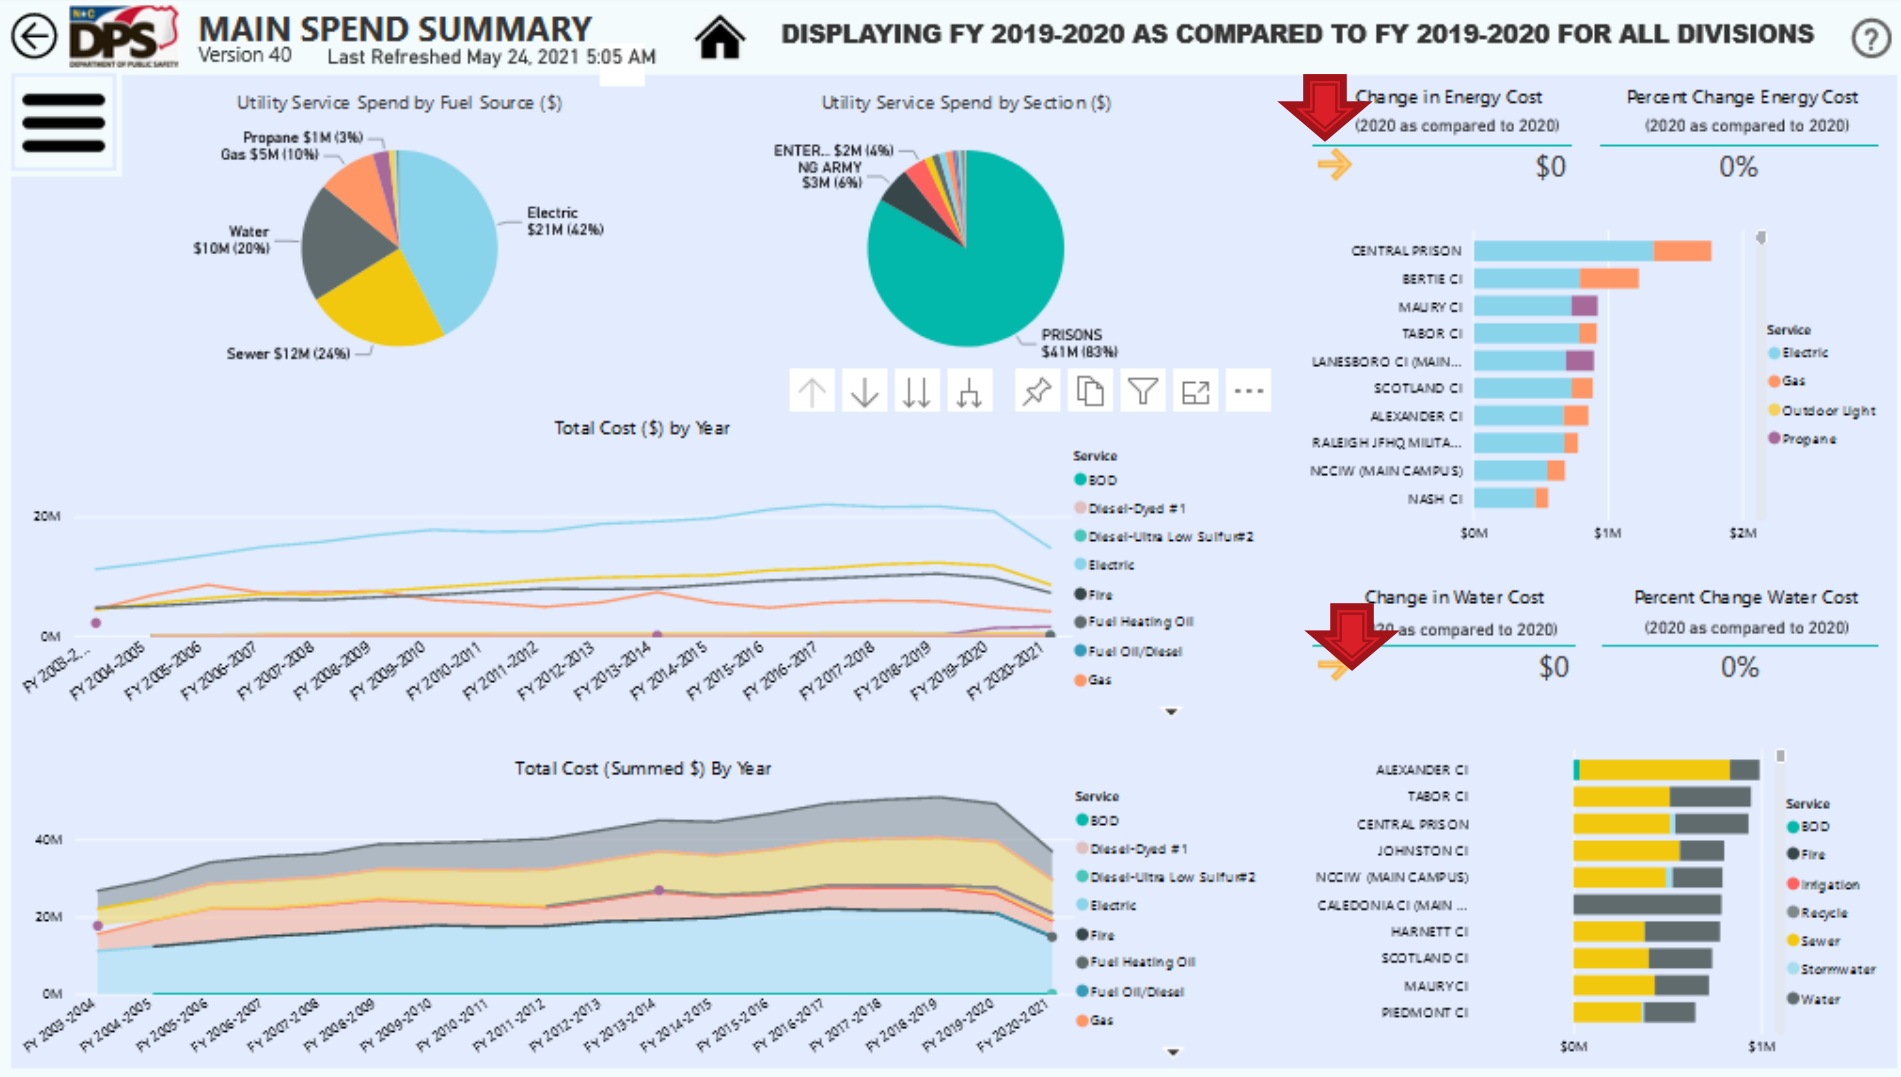 N+C
DPS
DEPARTMENT OF PUBLIC SAFETY
MAIN SPEND SUMMARY
Version 40
Last Refreshed May 24, 2021 5:05 AM
DISPLAYING FY 2019-2020 AS COMPARED TO FY 2019-2020 FOR ALL DIVISIONS
?
Utility Service Spend by Fuel Source ($)
Propane $1M (3%)
Gas $5M (10%)
Water
$10M (20%)
Electric
$21M (42%)
Sewer $12M (24%)
Utility Service Spend by Section ($)
ENTER... $2M (4%)
NG ARMY
$3M (6%)
PRISONS
$41M (83%)
Change in Energy Cost
(2020 as compared to 2020)
$0
Percent Change Energy Cost
(2020 as compared to 2020)
0%
CENTRAL PRISON
BERTIE CI
MAURY CI
TABOR CI
LANESBORO CI (MAIN...
SCOTLAND CI
ALEXANDER CI
RALEIGH JFHQ MILITA...
NCCIW (MAIN CAMPUS)
NASH CI
$0M
$1M
$2M
Service
Electric
Gas
Outdoor Light
Propane
Total Cost ($) by Year
20M
0M
FY 2003-2...
FY 2004-2005
FY 2005-2006
FY 2006-2007
FY 2007-2008
FY 2008-2009
FY 2009-2010
FY 2010-2011
FY 2011-2012
FY 2012-2013
FY 2013-2014
FY 2014-2015
FY 2015-2016
FY 2016-2017
FY 2017-2018
FY 2018-2019
FY 2019-2020
FY 2020-2021
Service
BOD
Diesel-Dyed #1
Diesel-Ultra Low Sulfur#2
Electric
Fire
Fuel Heating Oil
Fuel Oil/Diesel
Gas
Change in Water Cost
20 as compared to 2020)
$0
Percent Change Water Cost
(2020 as compared to 2020)
0%
Total Cost (Summed $) By Year
40M
20M
0M
FY 2003-2004
FY 2004-2005
FY 2005-2006
FY 2006-2007
FY 2007-2008
FY 2008-2009
FY 2009-2010
FY 2010-2011
FY 2011-2012
FY 2012-2013
FY 2013-2014
FY 2014-2015
FY 2015-2016
FY 2016-2017
FY 2017-2018
FY 2018-2019
FY 2019-2020
FY 2020-2021
Service
BOD
Diesel-Dyed #1
Diesel-Ultra Low Sulfur#2
Electric
Fire
Fuel Heating Oil
Fuel Oil/Diesel
Gas
ALEXANDER CI
TABOR CI
CENTRAL PRISON
JOHNSTON CI
NCCIW (MAIN CAMPUS)
CALEDONIA CI (MAIN ...
HARNETT CI
SCOTLAND CI
MAURY CI
PIEDMONT CI
$0M
$1M
Service
BOD
Fire
Irrigation
Recycle
Sewer
Stormwater
Water